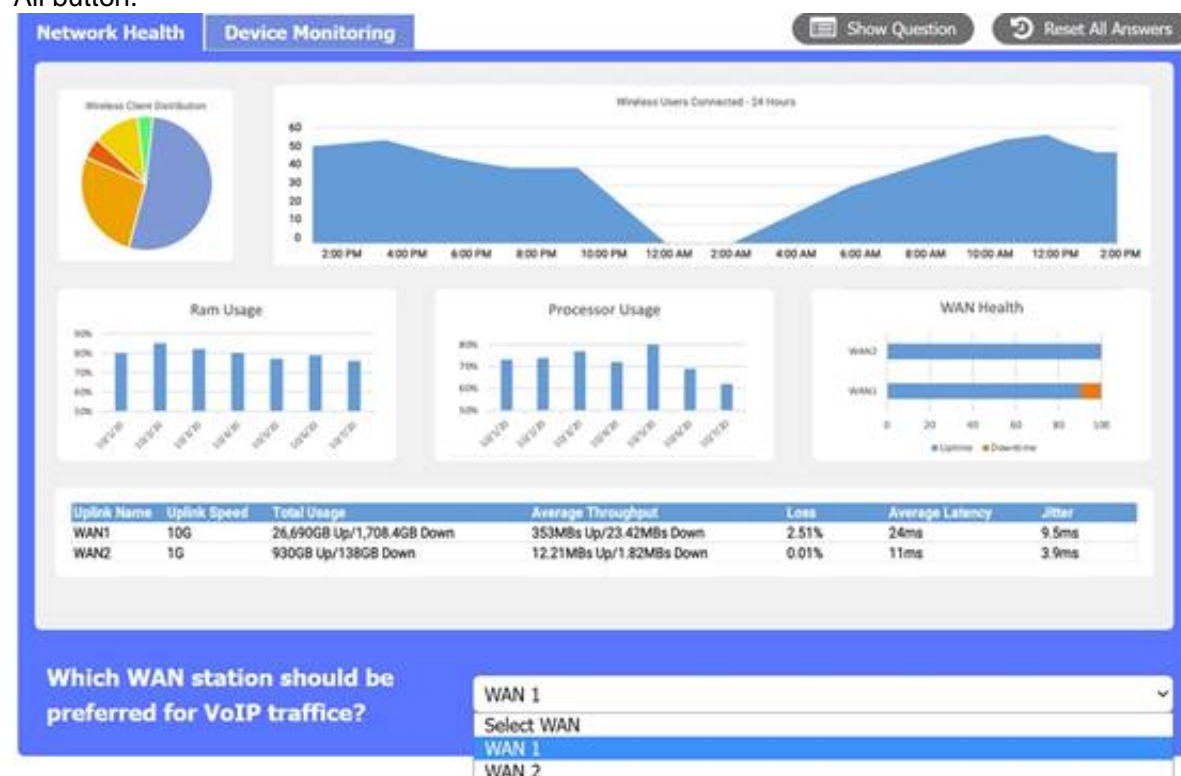 All button.
Network Health
Device Monitoring
Show Question
Reset All Answers
Wireless Client Distribution
Wireless Users Connected - 24 Hours
60
50
40
30
20
10
0
2:00 PM 4:00 PM 6:00 PM 8:00 PM 10:00 PM 12:00 AM 2:00 AM 4:00 AM 6:00 AM 8:00 AM 10:00 AM 12:00 PM 2:00 PM
Ram Usage
90%
80%
70%
60%
50%
Processor Usage
80%
70%
60%
50%
WAN Health
WAN2
WAN1
0 20 40 60 80 100
Uptime Downtime
Uplink Name Uplink Speed Total Usage Average Throughput Loss Average Latency Jitter
WAN1 10G 26,690GB Up/1,708.4GB Down 353MBs Up/23.42MBs Down 2.51% 24ms 9.5ms
WAN2 1G 930GB Up/138GB Down 12.21MBs Up/1.82MBs Down 0.01% 11ms 3.9ms
Which WAN station should be
preferred for VoIP traffice?
WAN 1
Select WAN
WAN 1
WAN 2